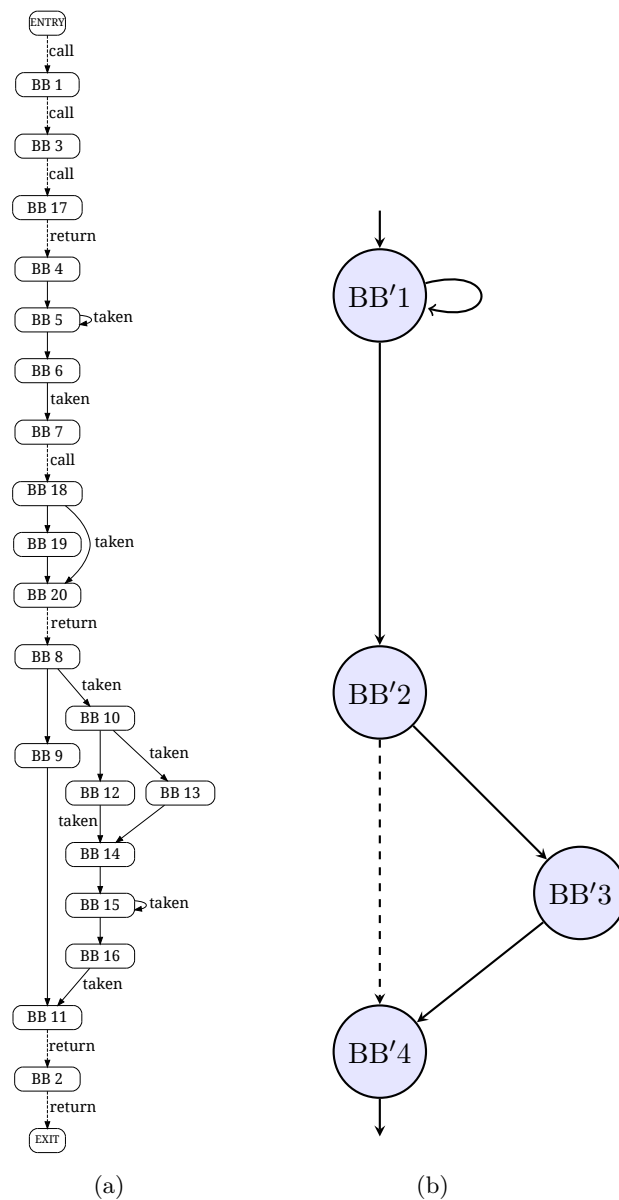 ENTRY
call
BB 1
call
BB 3
call
BB 17
return
BB 4
BB 5
taken
BB 6
taken
BB 7
call
BB 18
BB 19
taken
BB 20
return
BB 8
taken
BB 10
BB 9
taken
BB 12
BB 13
taken
BB 14
BB 15
taken
BB 16
taken
BB 11
return
BB 2
return
EXIT
(a)
BB′1
BB′2
BB′3
BB′4
(b)